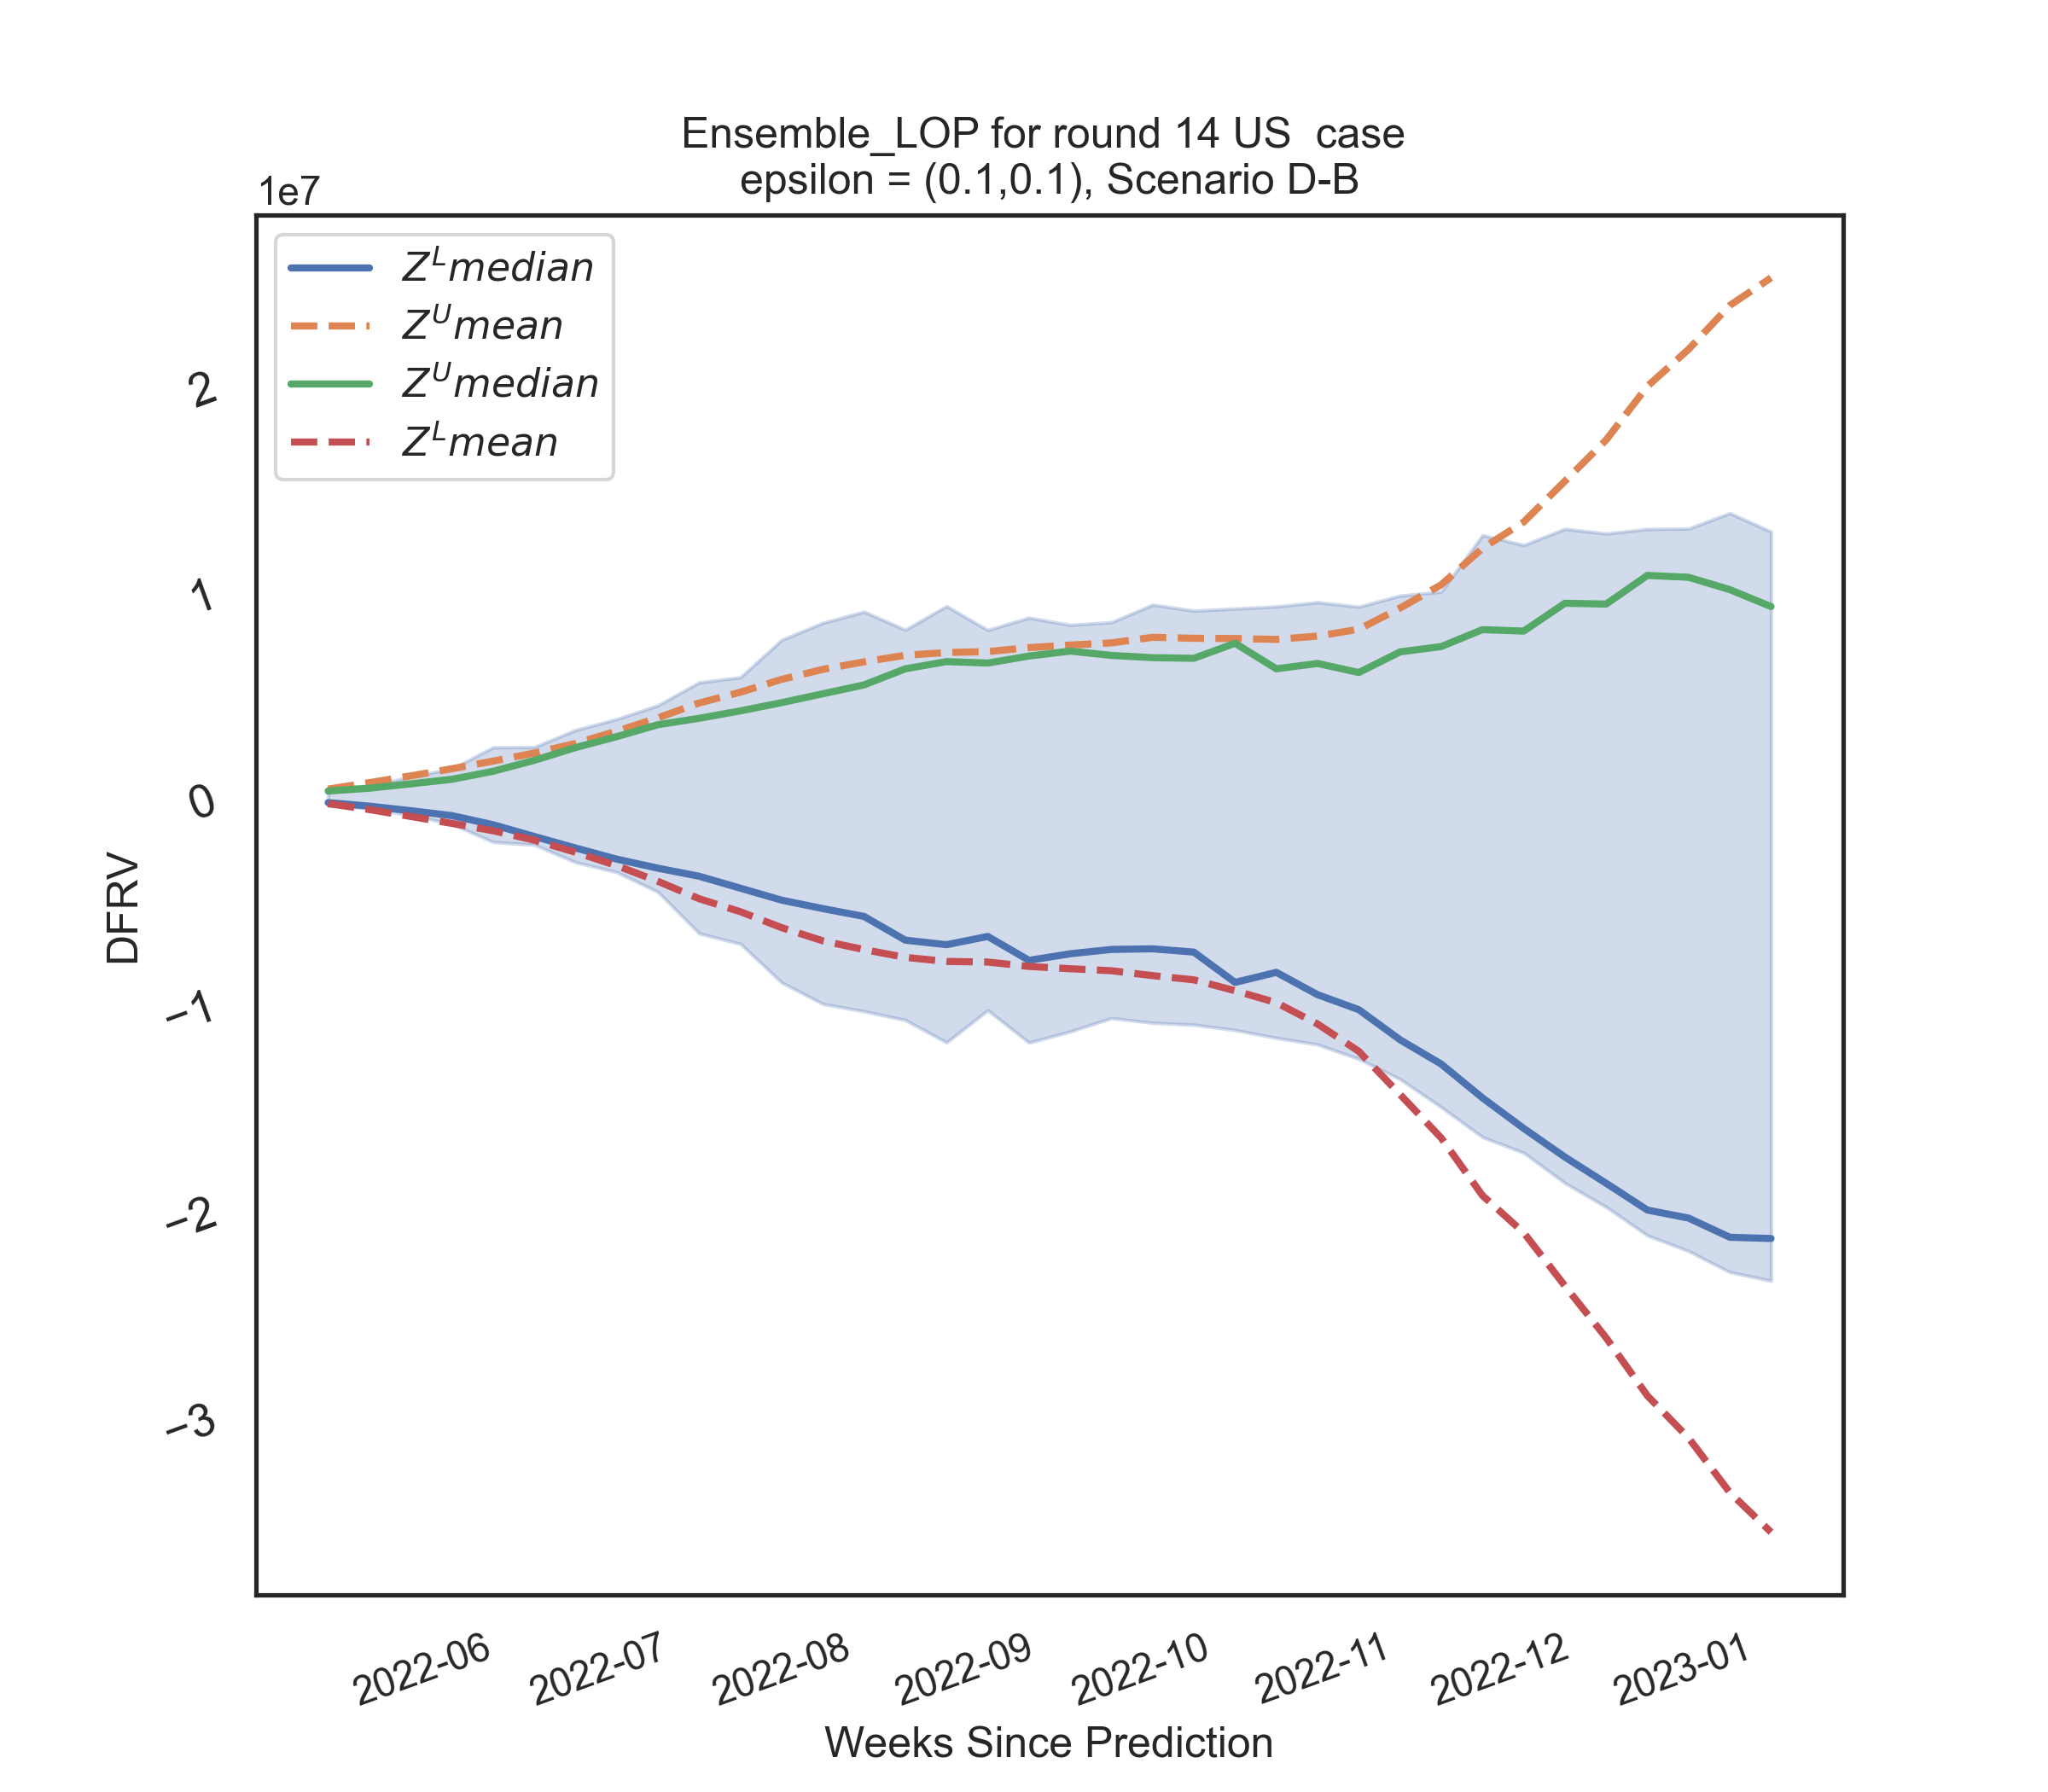 Ensemble_LOP for round 14 US  case
epsilon = (0.1,0.1), Scenario D-B
1e7
Z^L median
Z^U mean
Z^U median
Z^L mean
2
1
0
−1
−2
−3
DFRV
2022-06
2022-07
2022-08
2022-09
2022-10
2022-11
2022-12
2023-01
Weeks Since Prediction